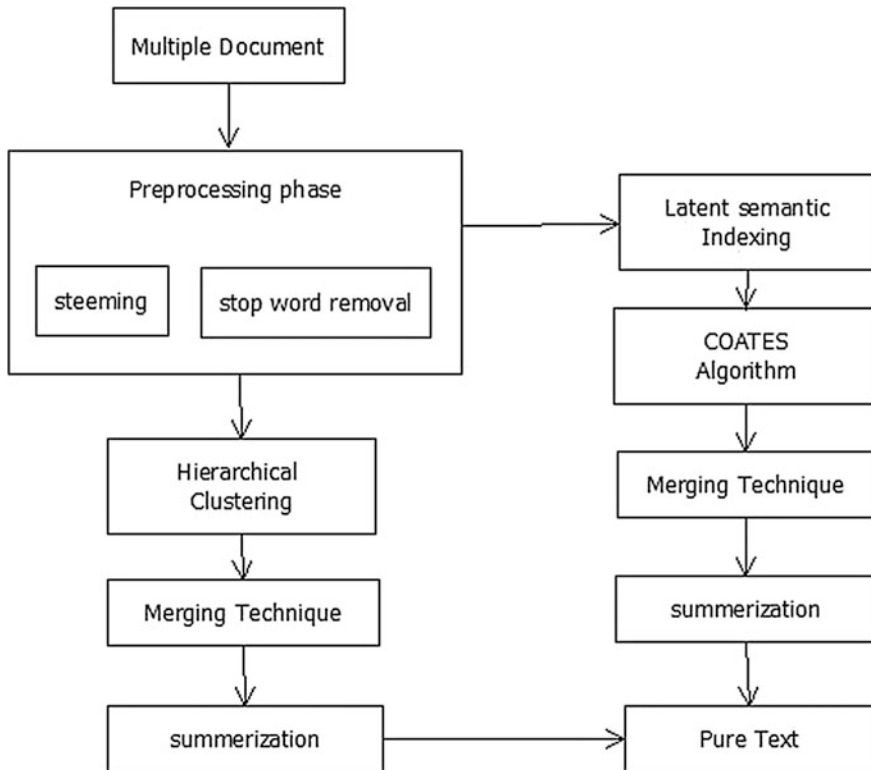 Multiple Document
Preprocessing phase
steeming
stop word removal
Hierarchical
Clustering
Merging Technique
summerization
Latent semantic
Indexing
COATES
Algorithm
Merging Technique
summerization
Pure Text